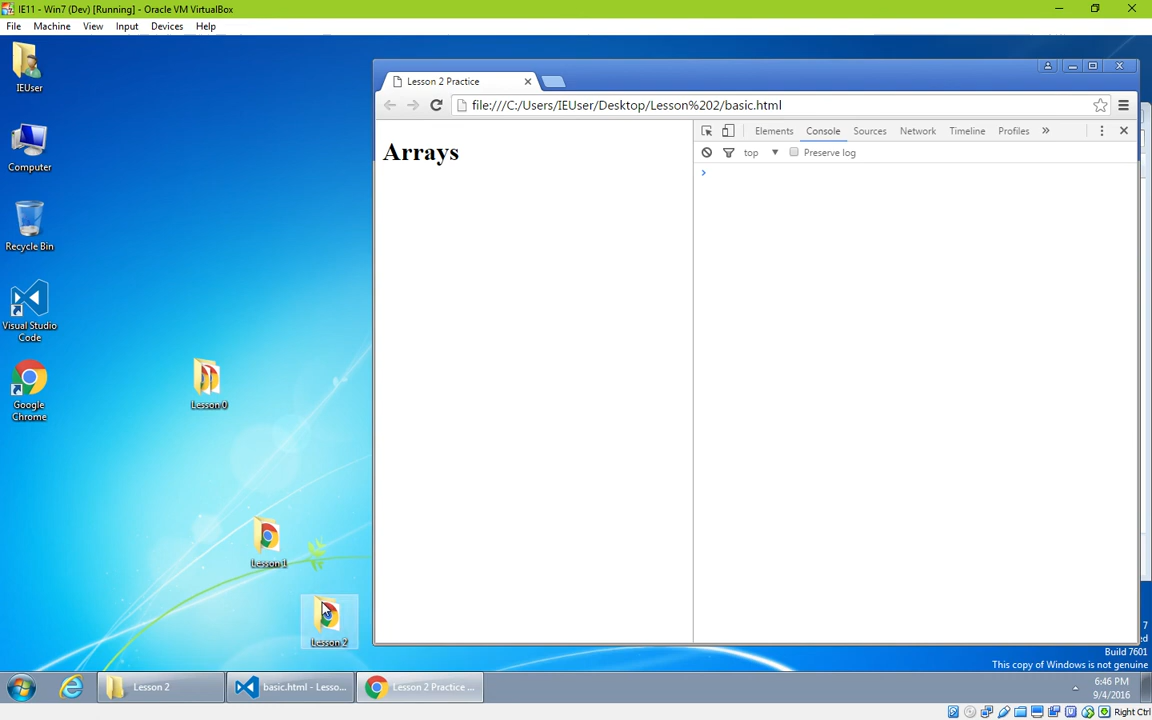 IE11 - Win7 (Dev) [Running] - Oracle VM VirtualBox
File Machine View Input Devices Help
IEUser
Computer
Recycle Bin
Visual Studio
Code
Google
Chrome
Lesson 0
Lesson 1
Lesson 2
Lesson 2 Practice
file:///C:/Users/IEUser/Desktop/Lesson%202/basic.html
Arrays
Elements Console Sources Network Timeline Profiles »
top ▼ Preserve log
>
7
ed
Build 7601
This copy of Windows is not genuine
Lesson 2
basic.html - Lesso...
Lesson 2 Practice ...
6:46 PM
9/4/2016
Right Ctrl